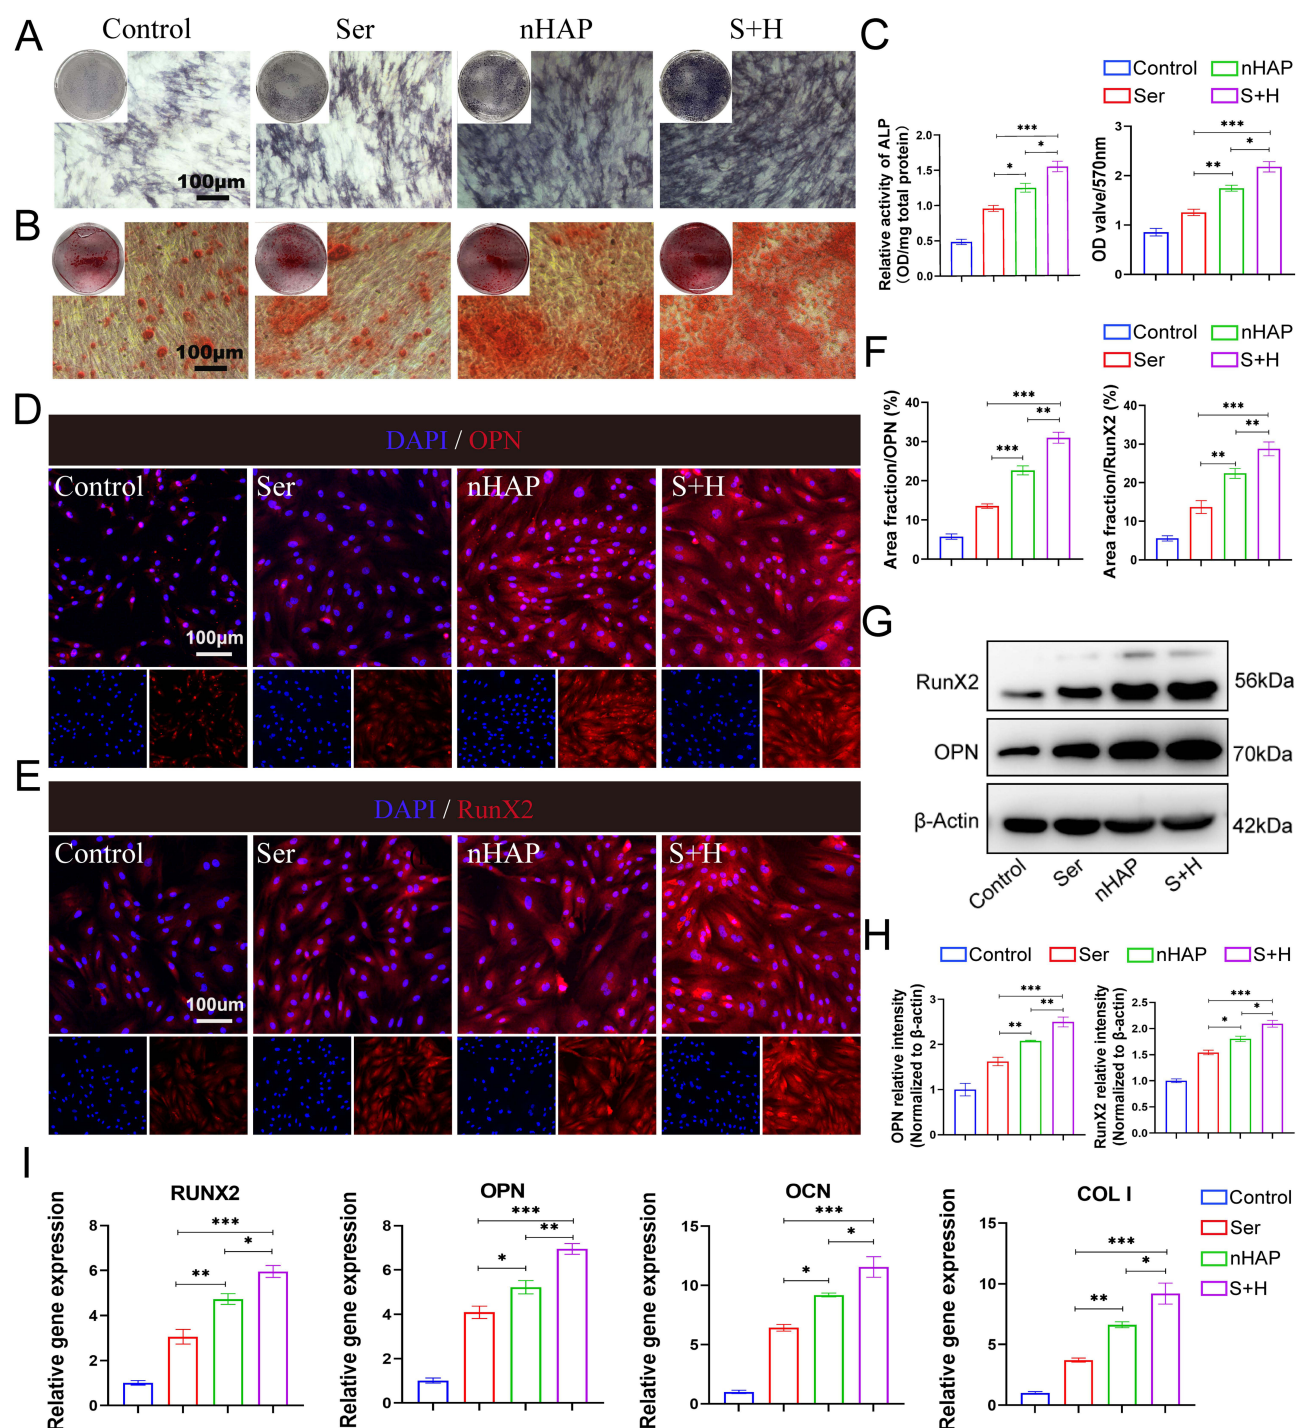 A
Control
Ser
nHAP
S+H
100μm
B
100μm
C
Control
nHAP
Ser
S+H
Relative activity of ALP
(OD/mg total protein)
2.0
1.5
1.0
0.5
0.0
***
*
*
OD valve/570nm
3
2
1
0
***
*
**
D
DAPI / OPN
Control
Ser
nHAP
S+H
100μm
E
DAPI / RunX2
Control
Ser
nHAP
S+H
100um
F
Control
nHAP
Ser
S+H
Area fraction/OPN (%)
40
30
20
10
0
***
**
***
Area fraction/RunX2 (%)
40
30
20
10
0
***
**
**
G
RunX2
56kDa
OPN
70kDa
β-Actin
42kDa
Control
Ser
nHAP
S+H
H
Control
Ser
nHAP
S+H
OPN relative intensity
(Normalized to β-actin)
3
2
1
0
***
**
**
RunX2 relative intensity
(Normalized to β-actin)
2.5
2.0
1.5
1.0
0.5
0.0
***
*
*
I
RUNX2
Relative gene expression
8
6
4
2
0
***
*
**
OPN
Relative gene expression
8
6
4
2
0
***
**
*
OCN
Relative gene expression
15
10
5
0
***
*
*
COL I
Relative gene expression
15
10
5
0
***
*
**
Control
Ser
nHAP
S+H